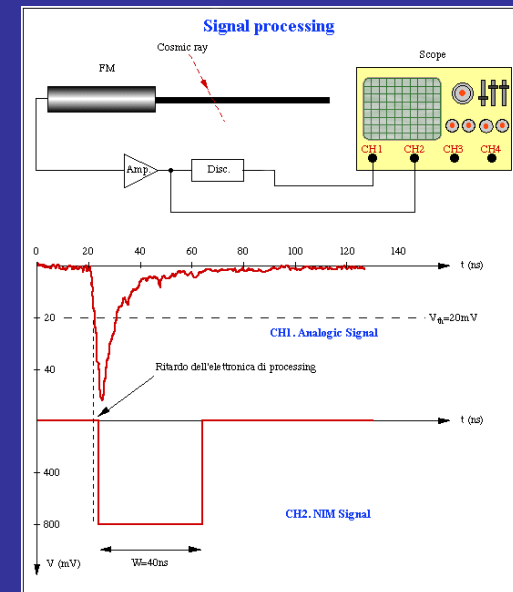 Signal processing
Cosmic ray
FM
Scope
CH1 CH2 CH3 CH4
Amp.
Disc.
0 20 40 60 80 100 120 140
t (ns)
20
Vth=20mV
CH1. Analogic Signal
40
Ritardo dell'elettronica di processing
t (ns)
400
CH2. NIM Signal
800
W=40ns
V (mV)